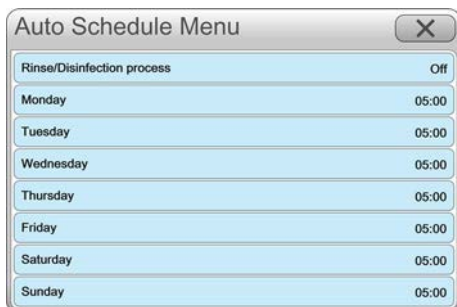 Auto Schedule Menu
Rinse/Disinfection process Off
Monday 05:00
Tuesday 05:00
Wednesday 05:00
Thursday 05:00
Friday 05:00
Saturday 05:00
Sunday 05:00